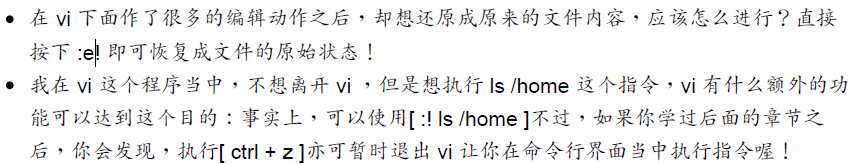 • 在 vi 下面作了很多的编辑动作之后，却想还原成原来的文件内容，应该怎么进行？直接
按下 :e! 即可恢复成文件的原始状态！
• 我在 vi 这个程序当中，不想离开 vi ，但是想执行 ls /home 这个指令，vi 有什么额外的功
能可以达到这个目的：事实上，可以使用[ :! ls /home ]不过，如果你学过后面的章节之
后，你会发现，执行[ ctrl + z ]亦可暂时退出 vi 让你在命令行界面当中执行指令喔！